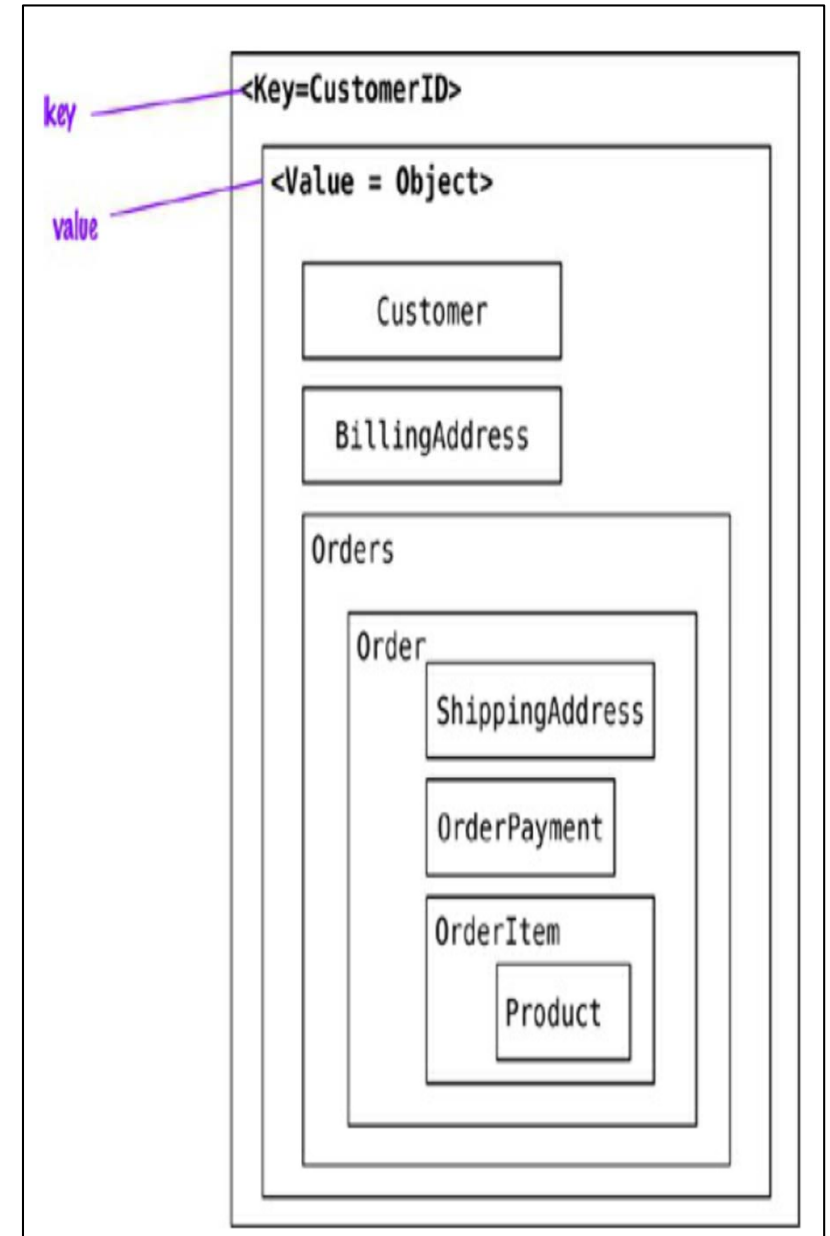 <Key=CustomerID>
key
<Value = Object>
value
Customer
BillingAddress
Orders
Order
ShippingAddress
OrderPayment
OrderItem
Product